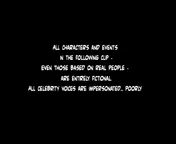 ALL CHARACTERS AND EVENTS
IN THE FOLLOWING CLIP -
EVEN THOSE BASED ON REAL PEOPLE -
ARE ENTIRELY FICTIONAL
ALL CELEBRITY VOICES ARE IMPERSONATED.. POORLY